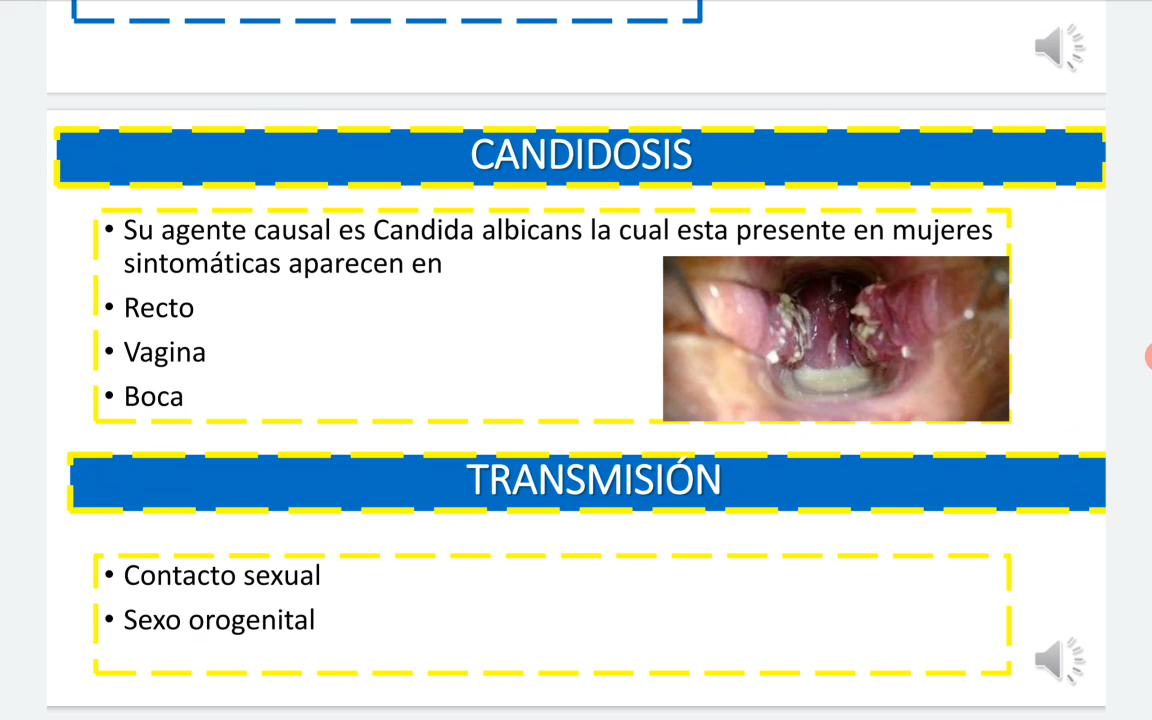 CANDIDOSIS
• Su agente causal es Candida albicans la cual esta presente en mujeres
sintomáticas aparecen en
• Recto
• Vagina
• Boca
TRANSMISIÓN
• Contacto sexual
• Sexo orogenital